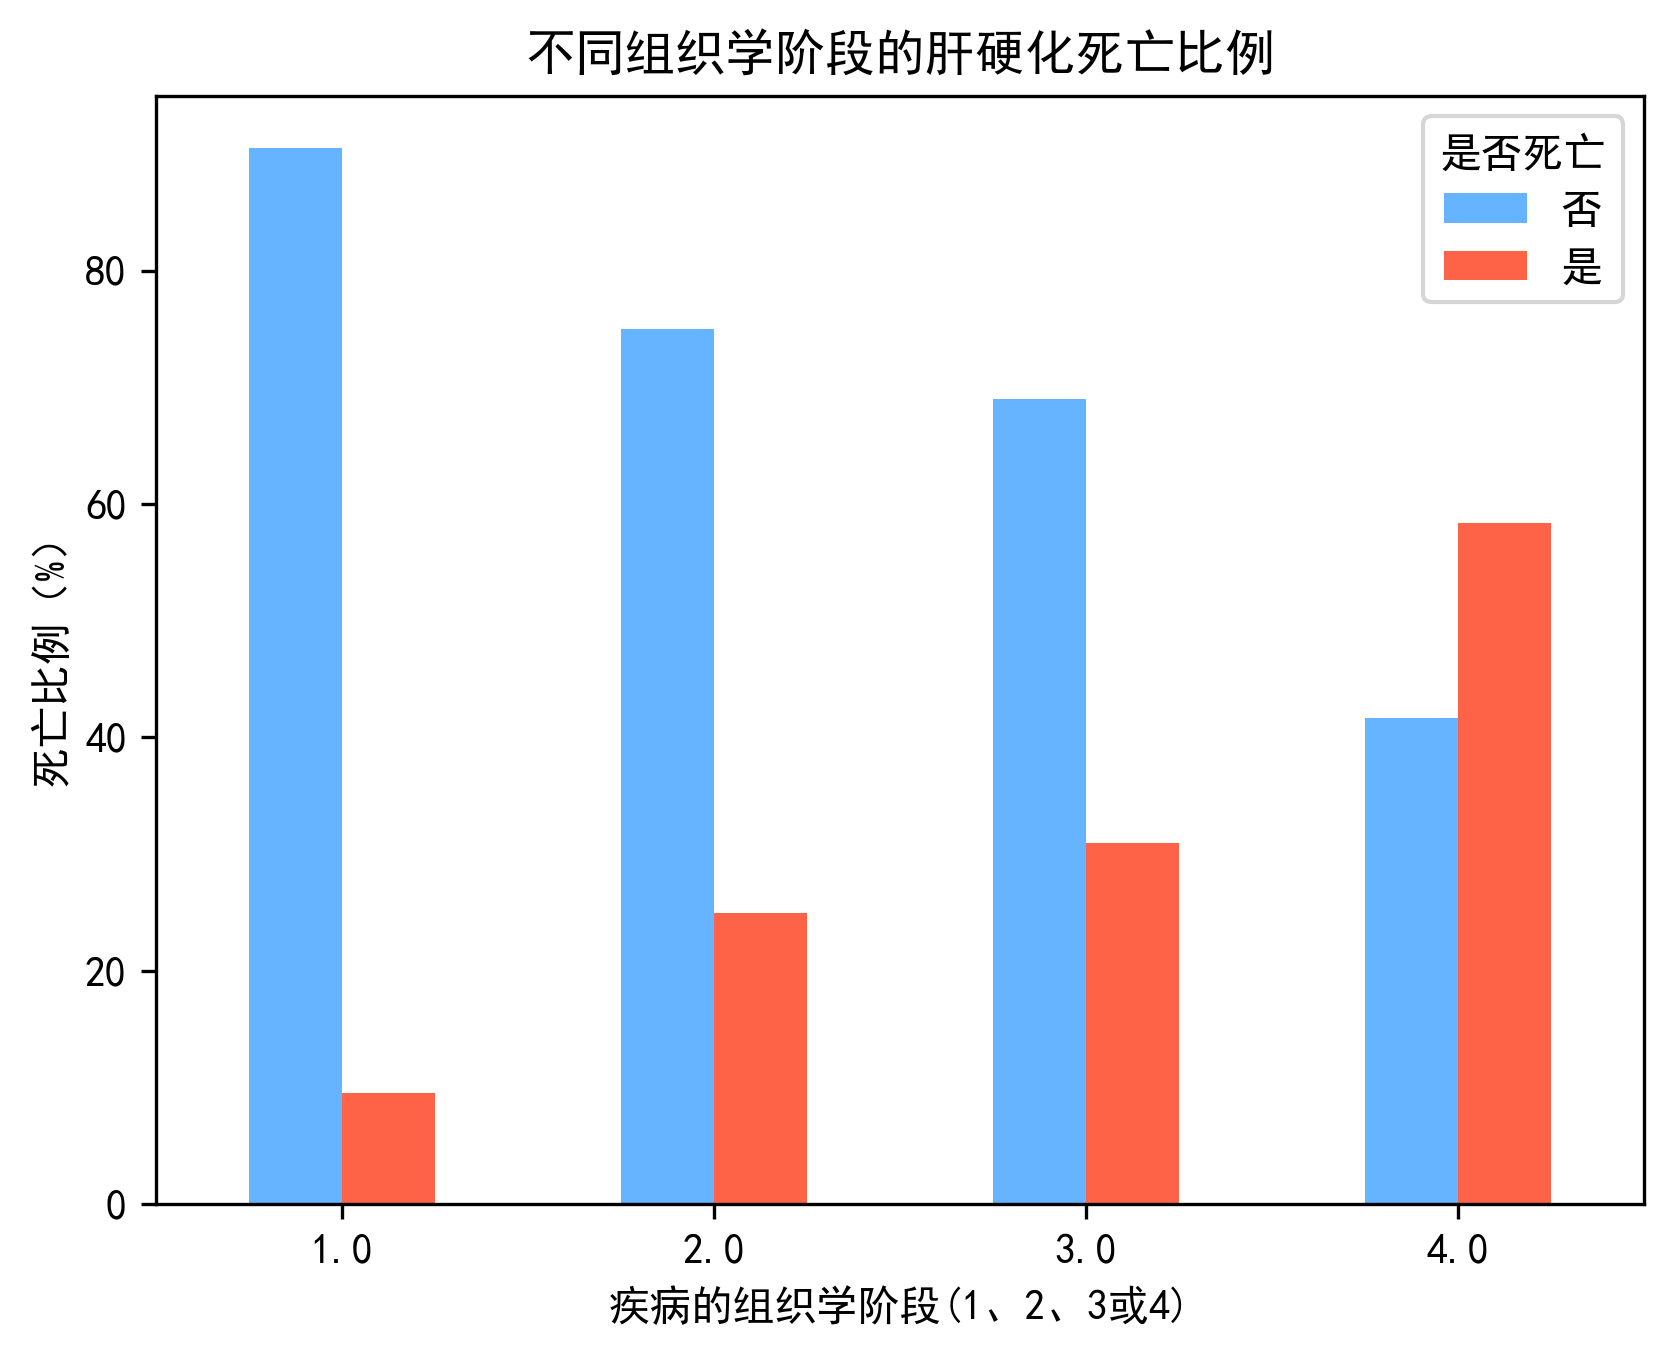 不同组织学阶段的肝硬化死亡比例
是否死亡
否
是
80
60
40
20
0
死亡比例 (%)
1.0 2.0 3.0 4.0
疾病的组织学阶段(1、2、3或4)